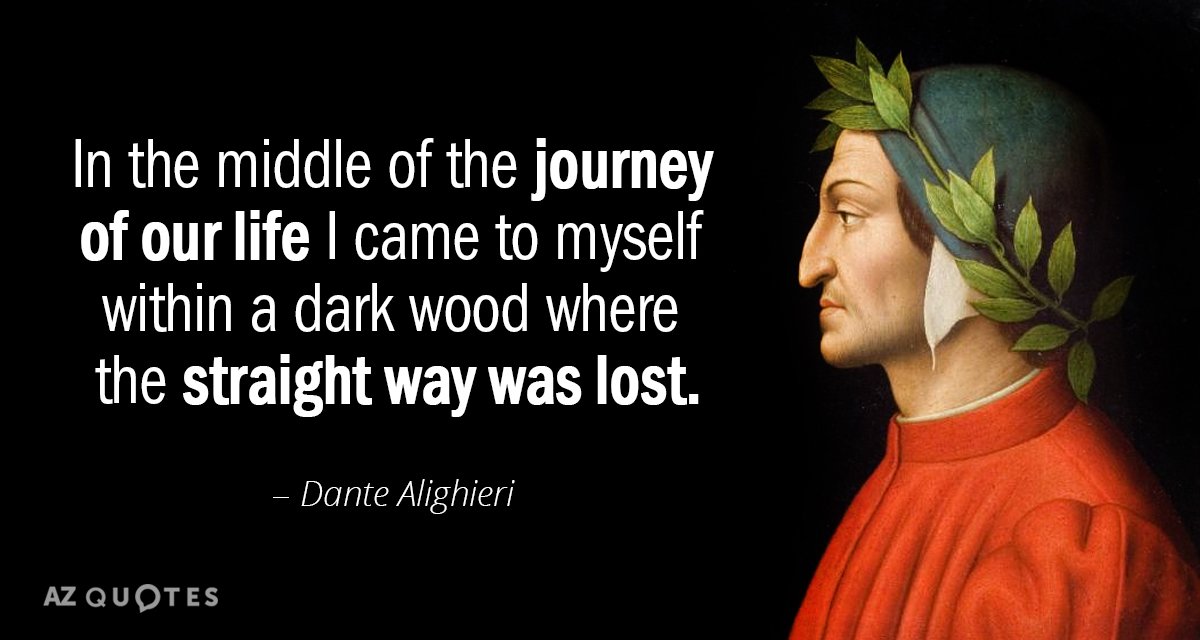 In the middle of the journey
of our life I came to myself
within a dark wood where
the straight way was lost.
– Dante Alighieri
AZ QUOTES